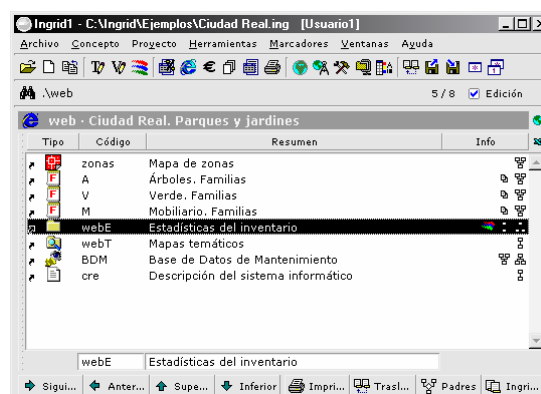 Ingrid1 - C:\Ingrid\Ejemplos\Ciudad Real.ing [Usuario1]
Archivo Concepto Proyecto Herramientas Marcadores Ventanas Ayuda
.\web 5 / 8 Edición
web · Ciudad Real. Parques y jardines
Tipo Código Resumen Info
zonas Mapa de zonas
F A Árboles. Familias
F V Verde. Familias
F M Mobiliario. Familias
webE Estadísticas del inventario
webT Mapas temáticos
BDM Base de Datos de Mantenimiento
cre Descripción del sistema informático
webE Estadísticas del inventario
Sigui... Anter... Supe... Inferior Impri... Trasl... Padres Ingri...